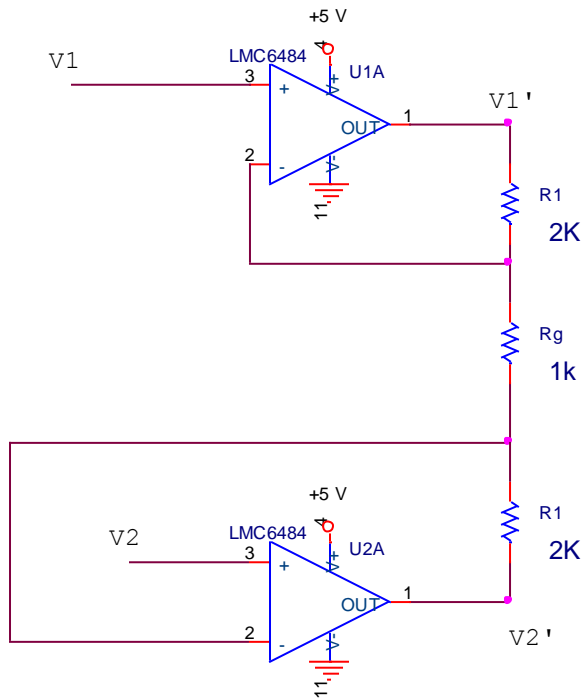 +5 V
LMC6484
4
U1A
V1
3
+
V+
V1'
OUT
1
2
-
V-
11
R1
2K
Rg
1k
+5 V
LMC6484
4
U2A
V2
3
+
V+
R1
2K
OUT
1
2
-
V-
V2'
11